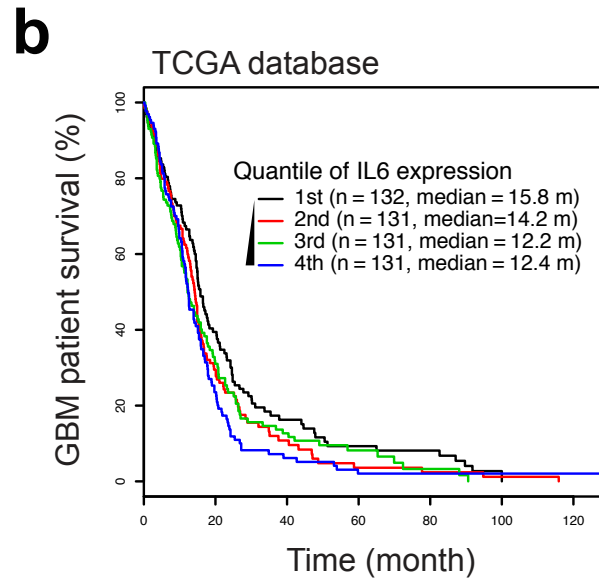 b
TCGA database
GBM patient survival (%)
100
80
60
40
20
0
Quantile of IL6 expression
1st (n = 132, median = 15.8 m)
2nd (n = 131, median=14.2 m)
3rd (n = 131, median = 12.2 m)
4th (n = 131, median = 12.4 m)
0 20 40 60 80 100 120
Time (month)